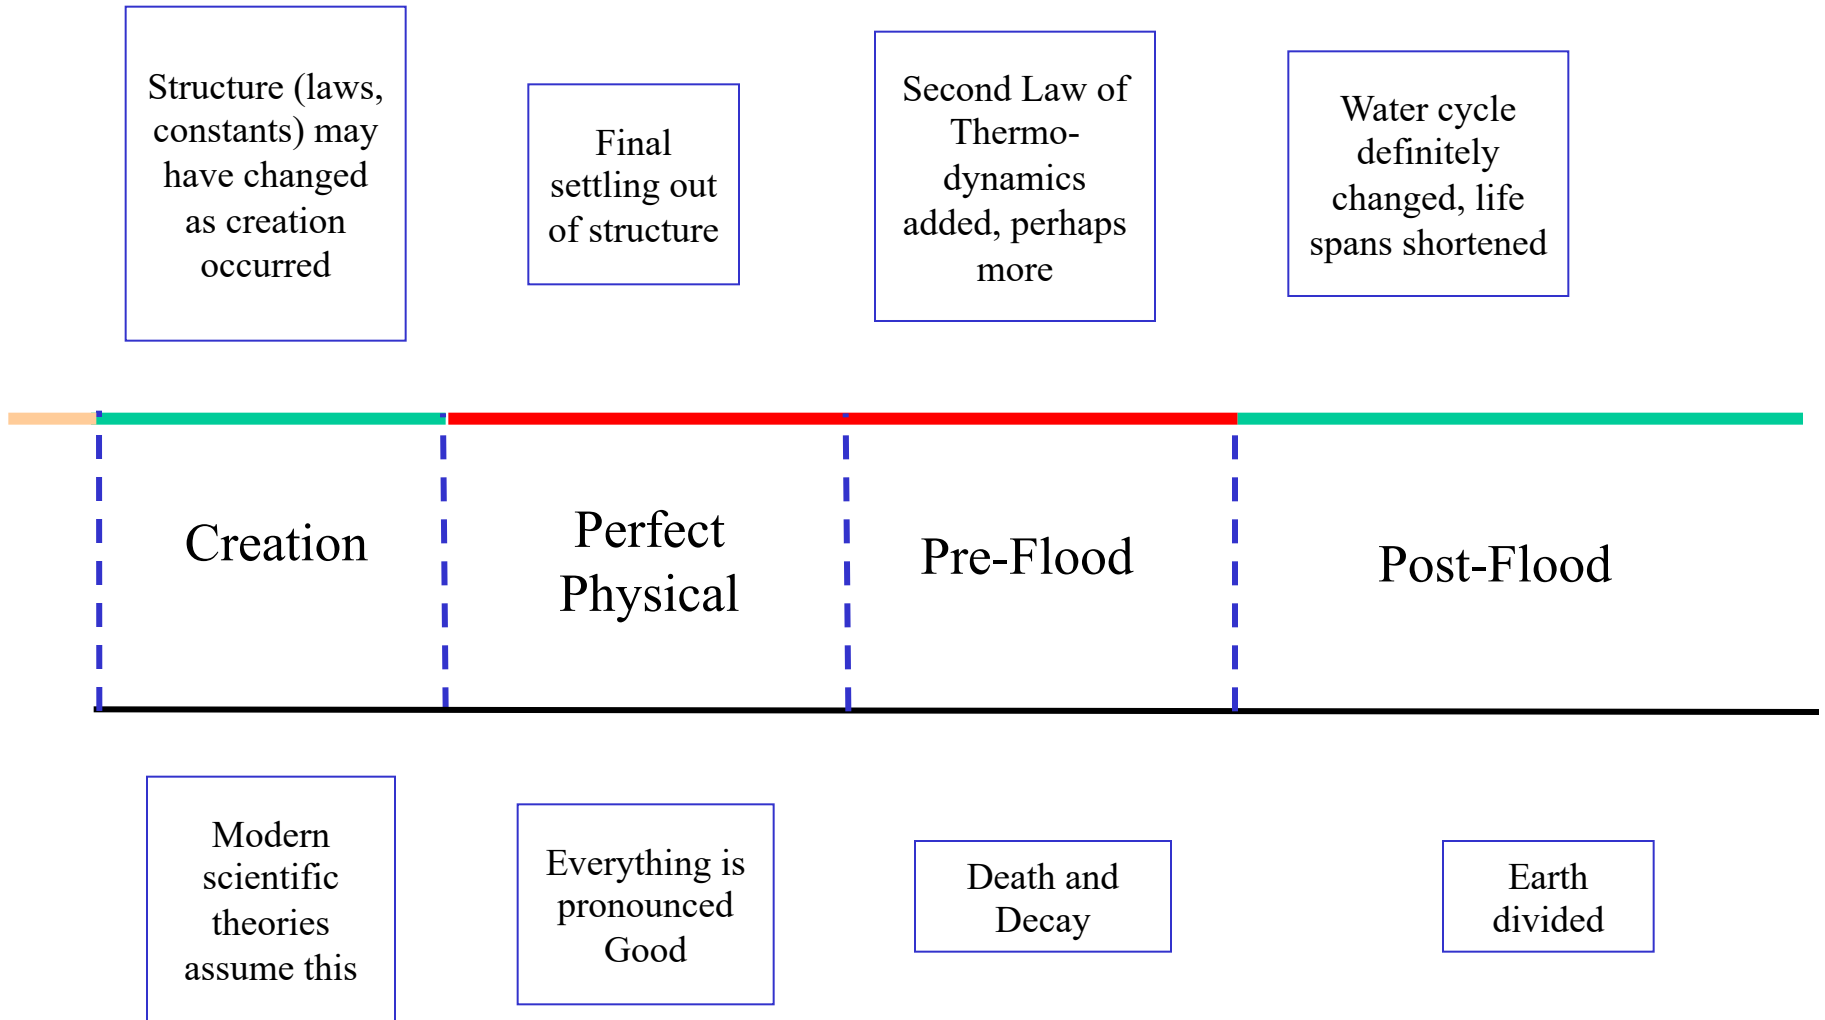 Structure (laws,
constants) may
have changed
as creation
occurred
Final
settling out
of structure
Second Law of
Thermo-
dynamics
added, perhaps
more
Water cycle
definitely
changed, life
spans shortened
Creation
Perfect
Physical
Pre-Flood
Post-Flood
Modern
scientific
theories
assume this
Everything is
pronounced
Good
Death and
Decay
Earth
divided